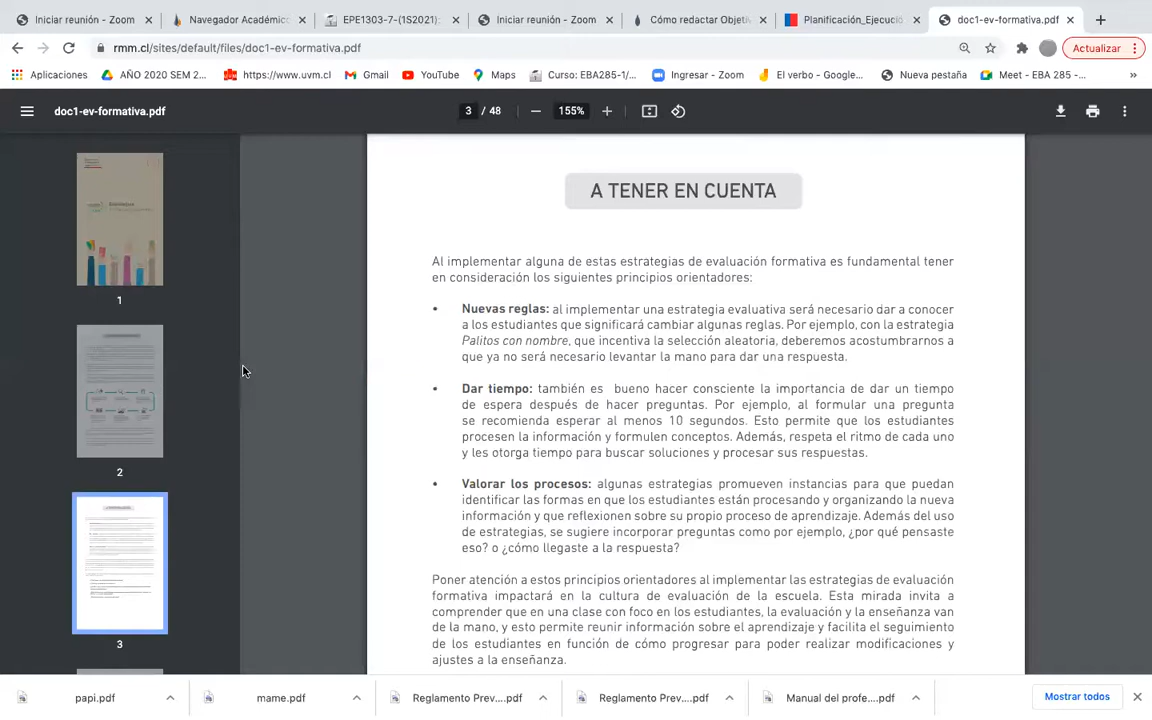 Iniciar reunión - Zoom
Navegador Académic
EPE1303-7-(1S2021):
Iniciar reunión - Zoom
Cómo redactar Objeti
Planificación_Ejecució
doc1-ev-formativa.pdf
rmm.cl/sites/default/files/doc1-ev-formativa.pdf
Actualizar
Aplicaciones
AÑO 2020 SEM 2...
https://www.uvm.cl
Gmail
YouTube
Maps
Curso: EBA285-1/...
Ingresar - Zoom
El verbo - Google...
Nueva pestaña
Meet - EBA 285 -...
doc1-ev-formativa.pdf
3 / 48
155%
1
2
3
A TENER EN CUENTA
Al implementar alguna de estas estrategias de evaluación formativa es fundamental tener
en consideración los siguientes principios orientadores:
• Nuevas reglas: al implementar una estrategia evaluativa será necesario dar a conocer
a los estudiantes que significará cambiar algunas reglas. Por ejemplo, con la estrategia
Palitos con nombre, que incentiva la selección aleatoria, deberemos acostumbrarnos a
que ya no será necesario levantar la mano para dar una respuesta.
• Dar tiempo: también es bueno hacer consciente la importancia de dar un tiempo
de espera después de hacer preguntas. Por ejemplo, al formular una pregunta
se recomienda esperar al menos 10 segundos. Esto permite que los estudiantes
procesen la información y formulen conceptos. Además, respeta el ritmo de cada uno
y les otorga tiempo para buscar soluciones y procesar sus respuestas.
• Valorar los procesos: algunas estrategias promueven instancias para que puedan
identificar las formas en que los estudiantes están procesando y organizando la nueva
información y que reflexionen sobre su propio proceso de aprendizaje. Además del uso
de estrategias, se sugiere incorporar preguntas como por ejemplo, ¿por qué pensaste
eso? o ¿cómo llegaste a la respuesta?
Poner atención a estos principios orientadores al implementar las estrategias de evaluación
formativa impactará en la cultura de evaluación de la escuela. Esta mirada invita a
comprender que en una clase con foco en los estudiantes, la evaluación y la enseñanza van
de la mano, y esto permite reunir información sobre el aprendizaje y facilita el seguimiento
de los estudiantes en función de cómo progresar para poder realizar modificaciones y
ajustes a la enseñanza.
papi.pdf
mame.pdf
Reglamento Prev....pdf
Reglamento Prev....pdf
Manual del profe....pdf
Mostrar todos